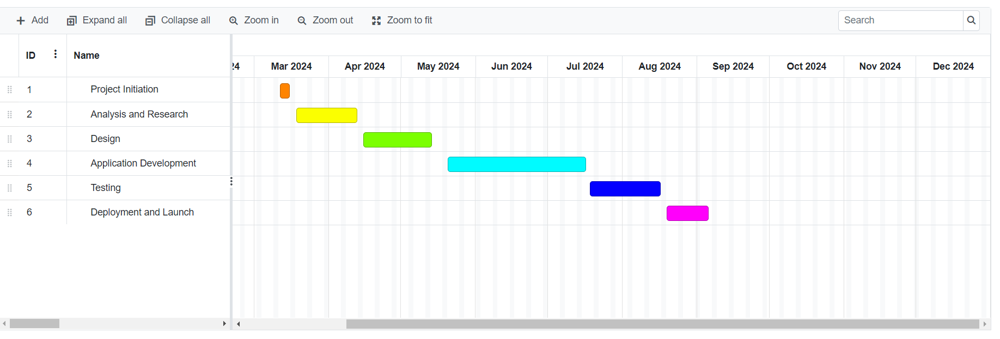 Add Expand all Collapse all Zoom in Zoom out Zoom to fit Search
ID Name
24 Mar 2024 Apr 2024 May 2024 Jun 2024 Jul 2024 Aug 2024 Sep 2024 Oct 2024 Nov 2024 Dec 2024
1 Project Initiation
2 Analysis and Research
3 Design
4 Application Development
5 Testing
6 Deployment and Launch